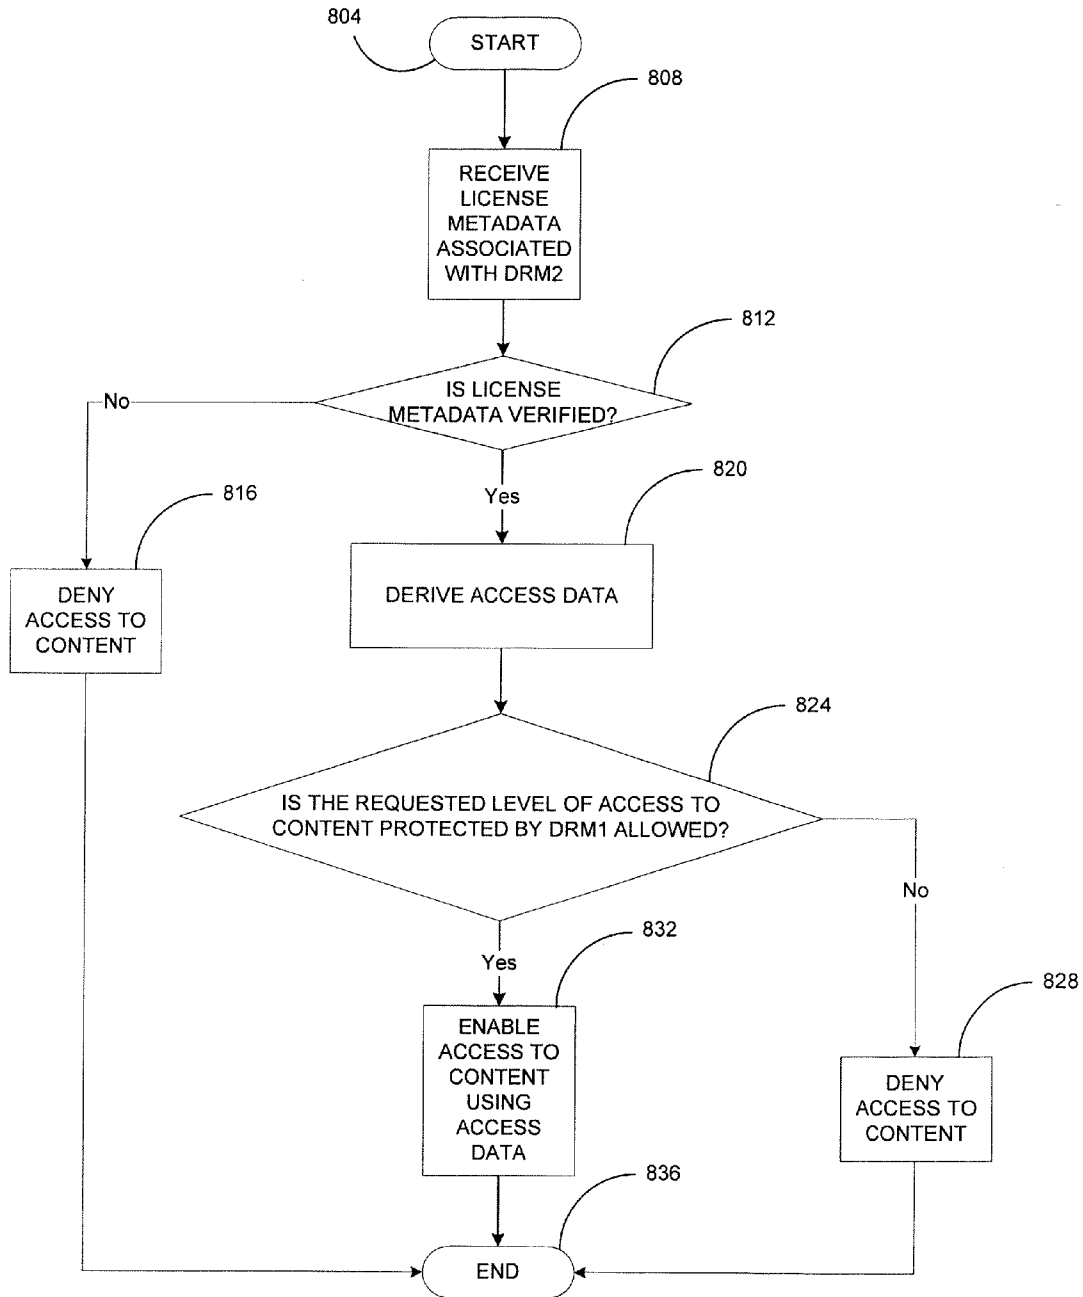 804
START
808
RECEIVE
LICENSE
METADATA
ASSOCIATED
WITH DRM2
812
IS LICENSE
METADATA VERIFIED?
No
Yes
820
816
DENY
ACCESS TO
CONTENT
DERIVE ACCESS DATA
824
IS THE REQUESTED LEVEL OF ACCESS TO
CONTENT PROTECTED BY DRM1 ALLOWED?
No
Yes
832
828
ENABLE
ACCESS TO
CONTENT
USING
ACCESS
DATA
DENY
ACCESS TO
CONTENT
836
END